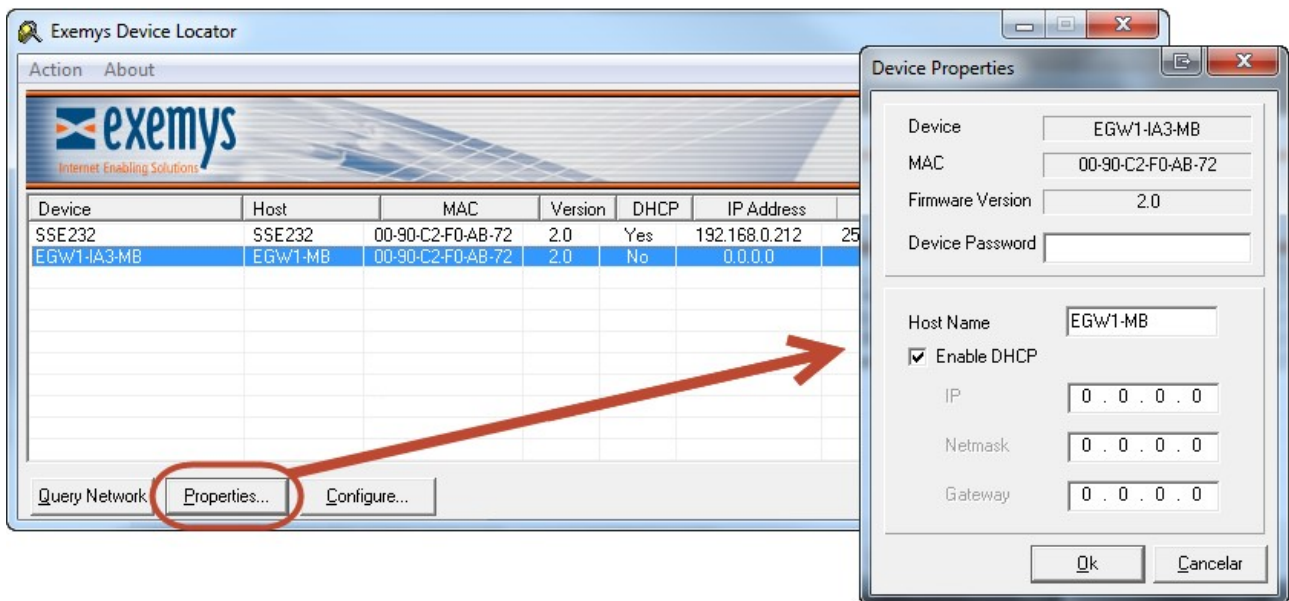 Exemys Device Locator
Action About
exemys
Internet Enabling Solutions
Device Host MAC Version DHCP IP Address
SSE232 SSE232 00-90-C2-F0-AB-72 2.0 Yes 192.168.0.212 25
EGW1-IA3-MB EGW1-MB 00-90-C2-F0-AB-72 2.0 No 0.0.0.0
Query Network Properties... Configure...
Device Properties
Device EGW1-IA3-MB
MAC 00-90-C2-F0-AB-72
Firmware Version 2.0
Device Password
Host Name EGW1-MB
Enable DHCP
IP 0 . 0 . 0 . 0
Netmask 0 . 0 . 0 . 0
Gateway 0 . 0 . 0 . 0
Ok Cancelar